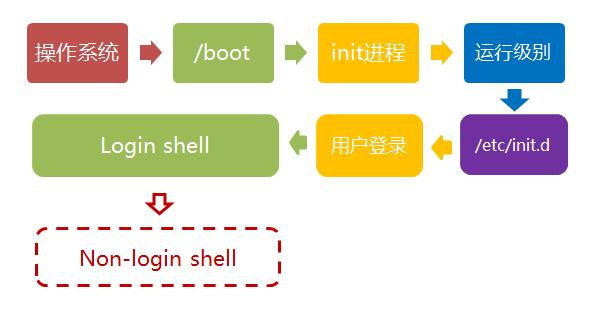 操作系统
/boot
init进程
运行级别
/etc/init.d
用户登录
Login shell
Non-login shell